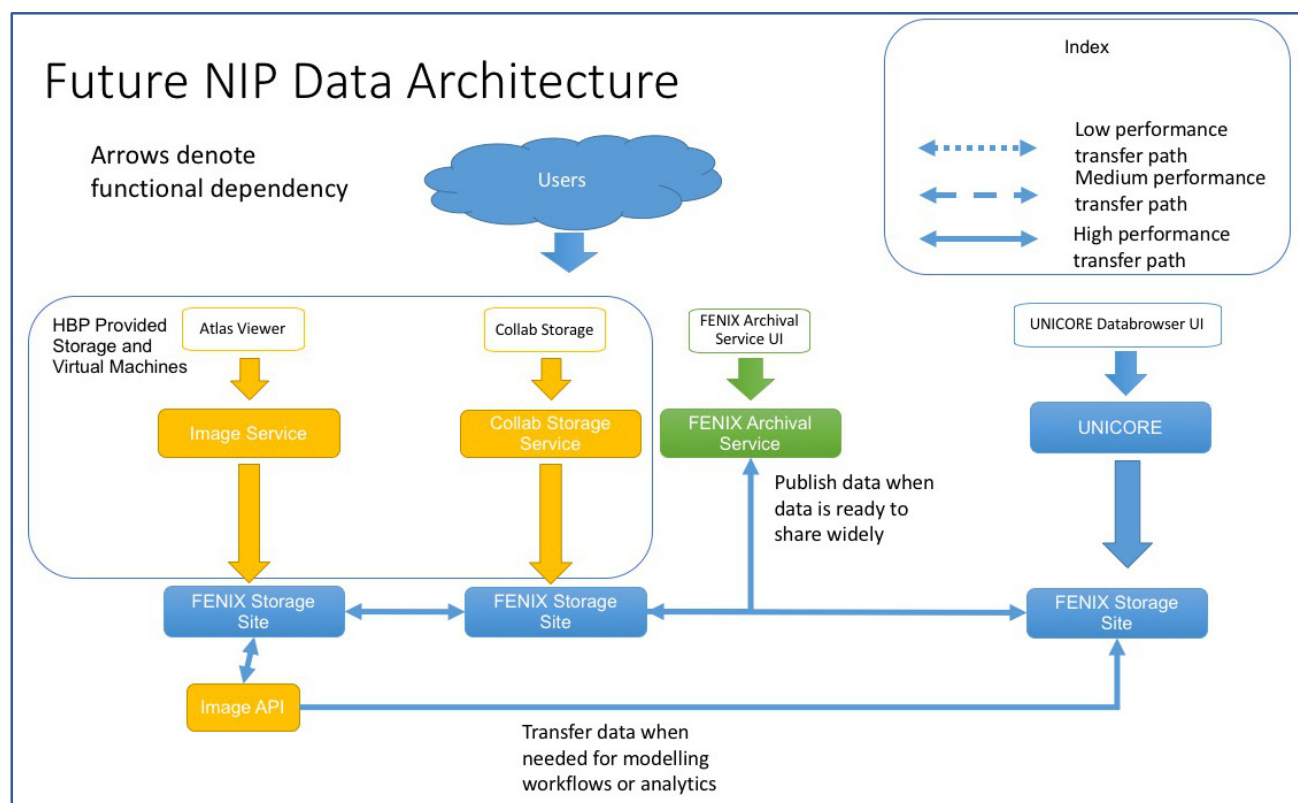 Future NIP Data Architecture
Arrows denote
functional dependency
Index
Low performance
transfer path
Medium performance
transfer path
High performance
transfer path
Users
HBP Provided
Storage and
Virtual Machines
Atlas Viewer
Collab Storage
FENIX Archival
Service UI
UNICORE Databrowser UI
Image Service
Collab Storage
Service
FENIX Archival
Service
UNICORE
Publish data when
data is ready to
share widely
FENIX Storage
Site
FENIX Storage
Site
FENIX Storage
Site
Image API
Transfer data when
needed for modelling
workflows or analytics